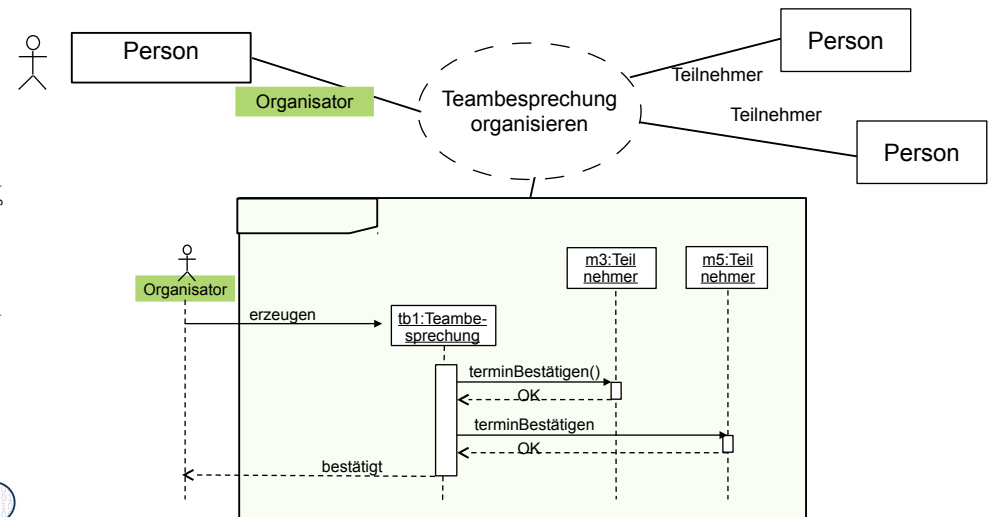 Person
Person
Organisator
Teilnehmer
Teambesprechung
organisieren
Teilnehmer
Person
Organisator
m3:Teil
nehmer
m5:Teil
nehmer
erzeugen
tb1:Teambe-
sprechung
terminBestätigen()
OK
terminBestätigen
OK
bestätigt